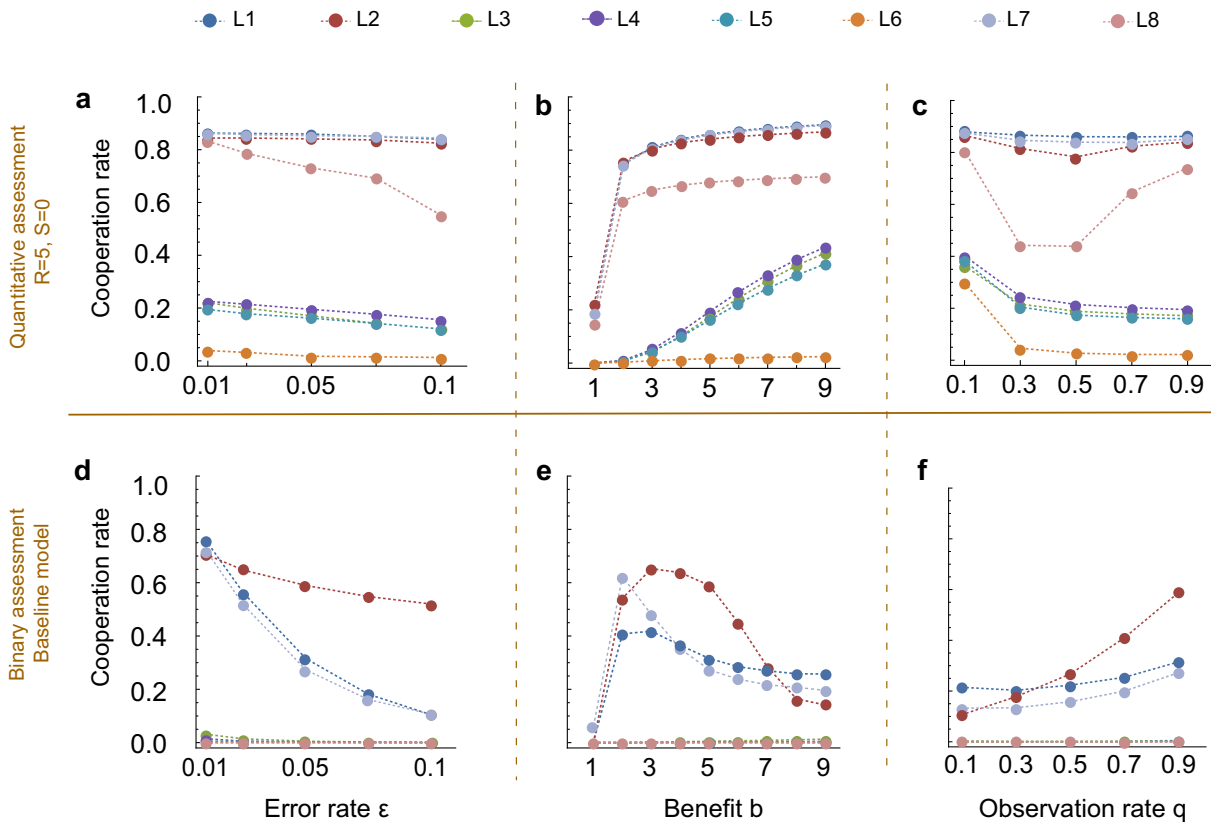 L1 L2 L3 L4 L5 L6 L7 L8
Quantitative assessment
R=5, S=0
a
Cooperation rate
1.0
0.8
0.6
0.4
0.2
0.0
0.01 0.05 0.1
b
1 3 5 7 9
c
0.1 0.3 0.5 0.7 0.9
Binary assessment
Baseline model
d
Cooperation rate
1.0
0.8
0.6
0.4
0.2
0.0
0.01 0.05 0.1
Error rate ε
e
1 3 5 7 9
Benefit b
f
0.1 0.3 0.5 0.7 0.9
Observation rate q